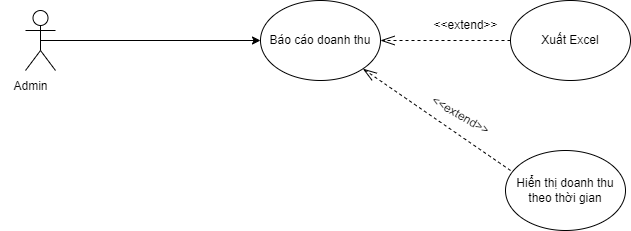 <<extend>>
Báo cáo doanh thu
Xuất Excel
Admin
<<extend>>
Hiển thị doanh thu
theo thời gian